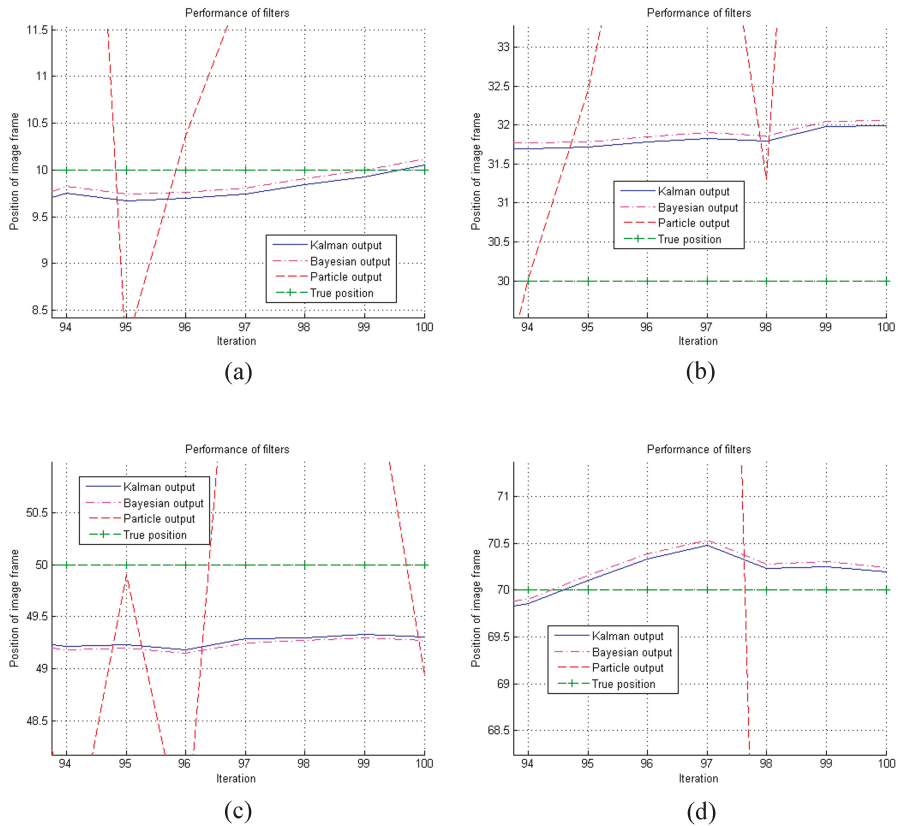 Performance of filters
Position of image frame
11.5
11
10.5
10
9.5
9
8.5
Kalman output
Bayesian output
Particle output
True position
94 95 96 97 98 99 100
Iteration
(a)
Performance of filters
Position of image frame
33
32.5
32
31.5
31
30.5
30
Kalman output
Bayesian output
Particle output
True position
94 95 96 97 98 99 100
Iteration
(b)
Performance of filters
Position of image frame
50.5
50
49.5
49
48.5
Kalman output
Bayesian output
Particle output
True position
94 95 96 97 98 99 100
Iteration
(c)
Performance of filters
Position of image frame
71
70.5
70
69.5
69
68.5
Kalman output
Bayesian output
Particle output
True position
94 95 96 97 98 99 100
Iteration
(d)